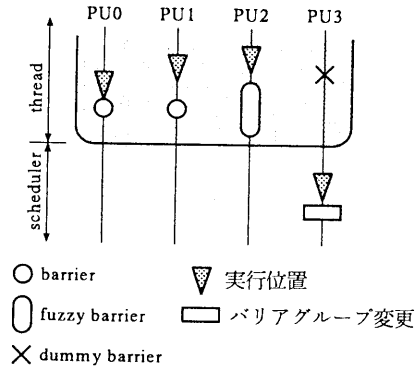 PU0 PU1 PU2 PU3
thread
scheduler
barrier
実行位置
fuzzy barrier
バリアグループ変更
dummy barrier